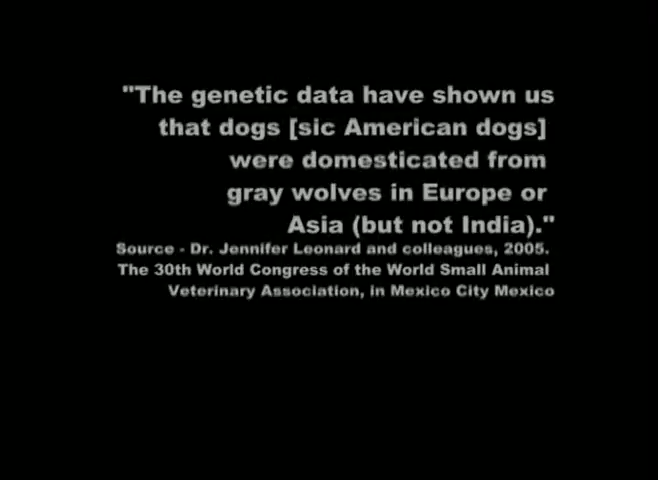 "The genetic data have shown us
that dogs [sic American dogs]
were domesticated from
gray wolves in Europe or
Asia (but not India)."
Source - Dr. Jennifer Leonard and colleagues, 2005.
The 30th World Congress of the World Small Animal
Veterinary Association, in Mexico City Mexico